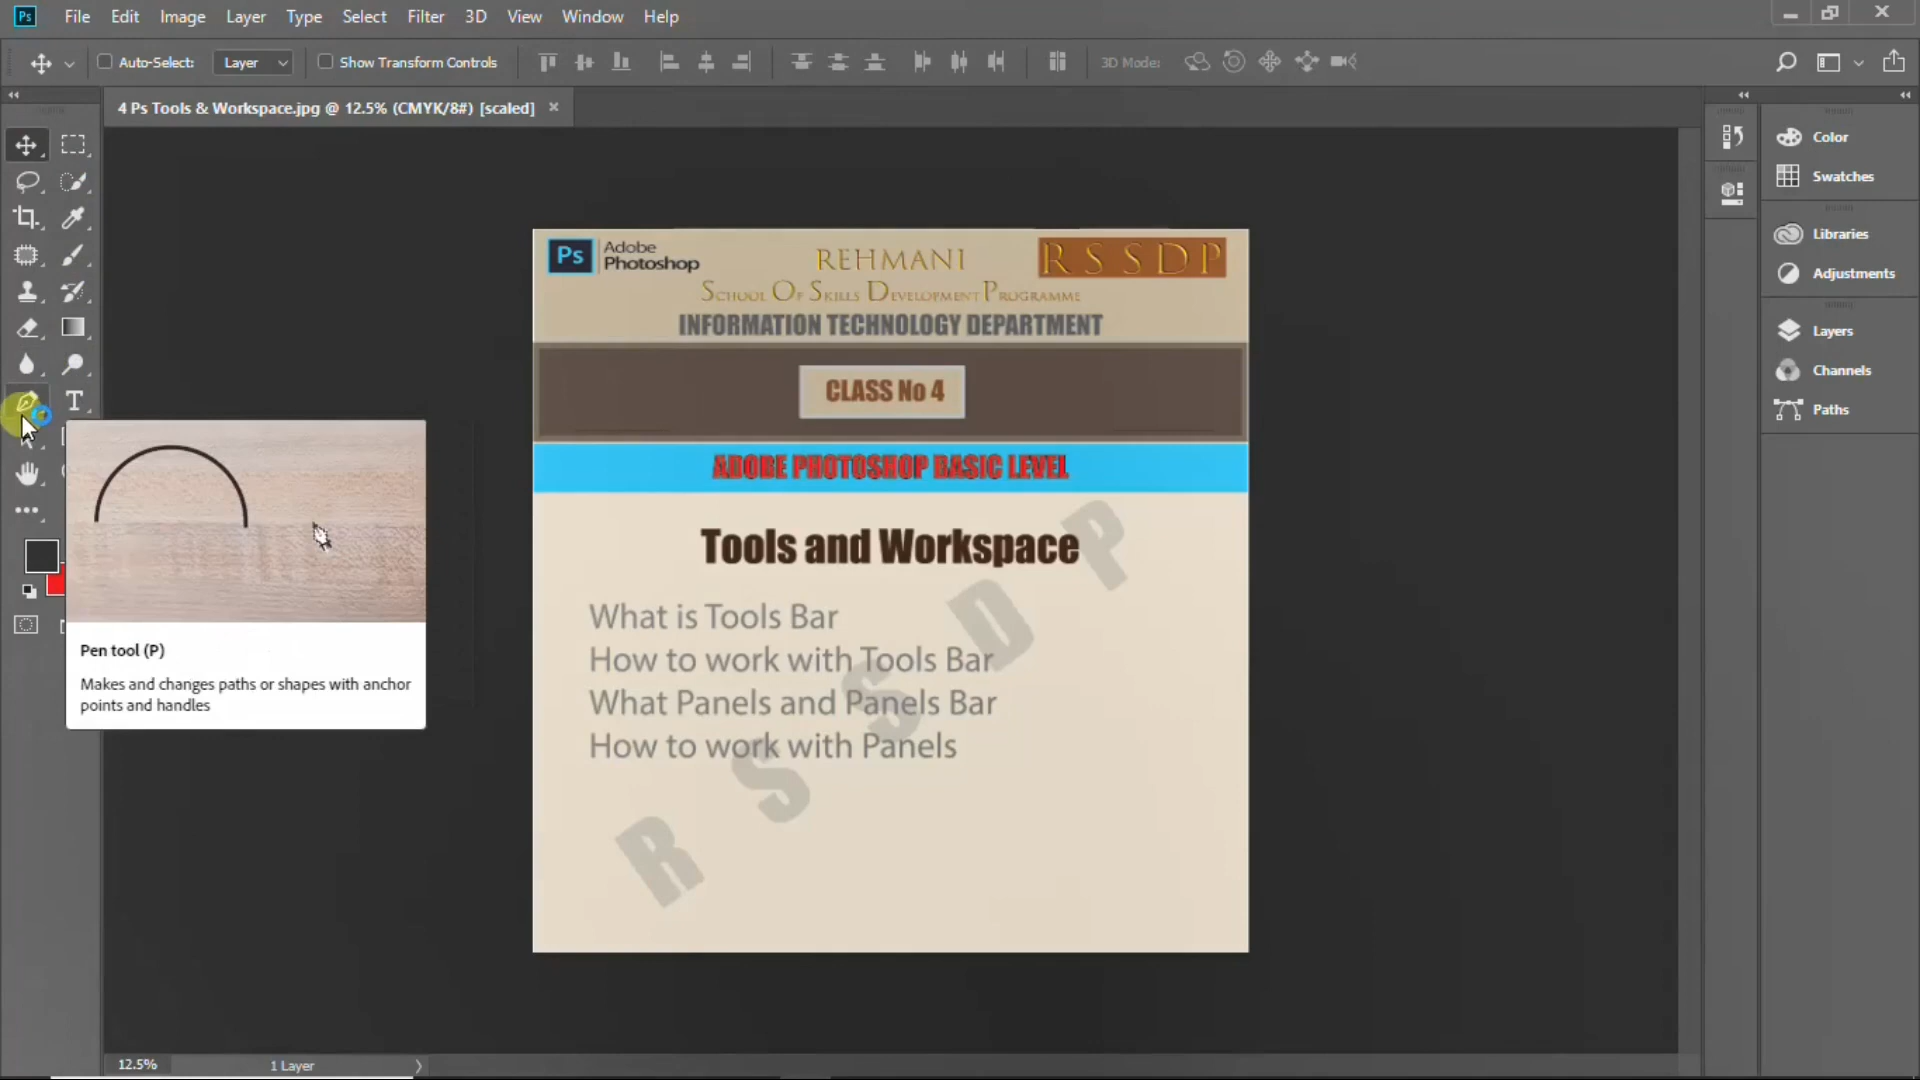 Ps File Edit Image Layer Type Select Filter 3D View Window Help
Auto-Select: Layer Show Transform Controls 3D Mode:
4 Ps Tools & Workspace.jpg @ 12.5% (CMYK/8#) [scaled] ×
Color
Swatches
Libraries
Adjustments
Layers
Channels
Paths
T
Pen tool (P)
Makes and changes paths or shapes with anchor
points and handles
Ps Adobe
Photoshop
REHMANI
RSSDP
School Of Skills Development Programme
INFORMATION TECHNOLOGY DEPARTMENT
CLASS No 4
ADOBE PHOTOSHOP BASIC LEVEL
Tools and Workspace
What is Tools Bar
How to work with Tools Bar
What Panels and Panels Bar
How to work with Panels
R S S D P
12.5% 1 Layer